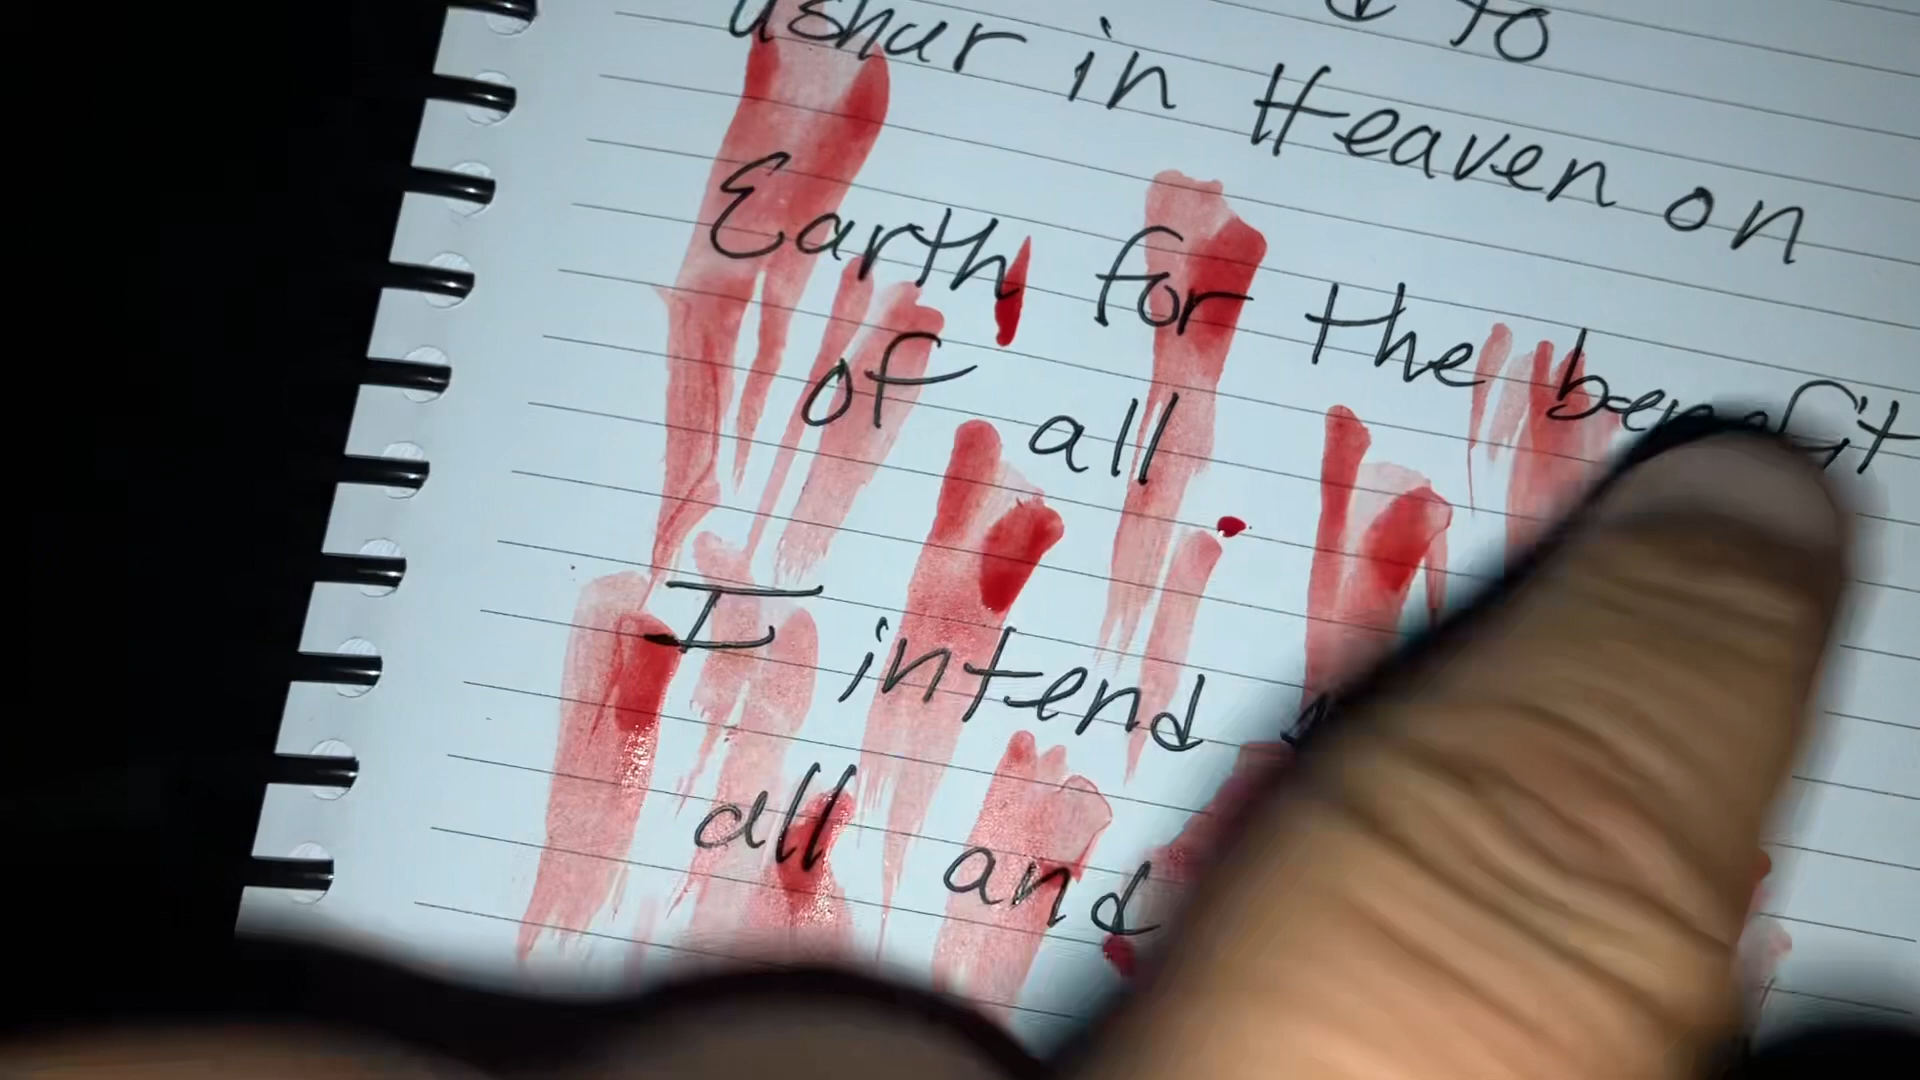 to
ushur in Heaven on
Earth for the benefit
of all
I intend
all and